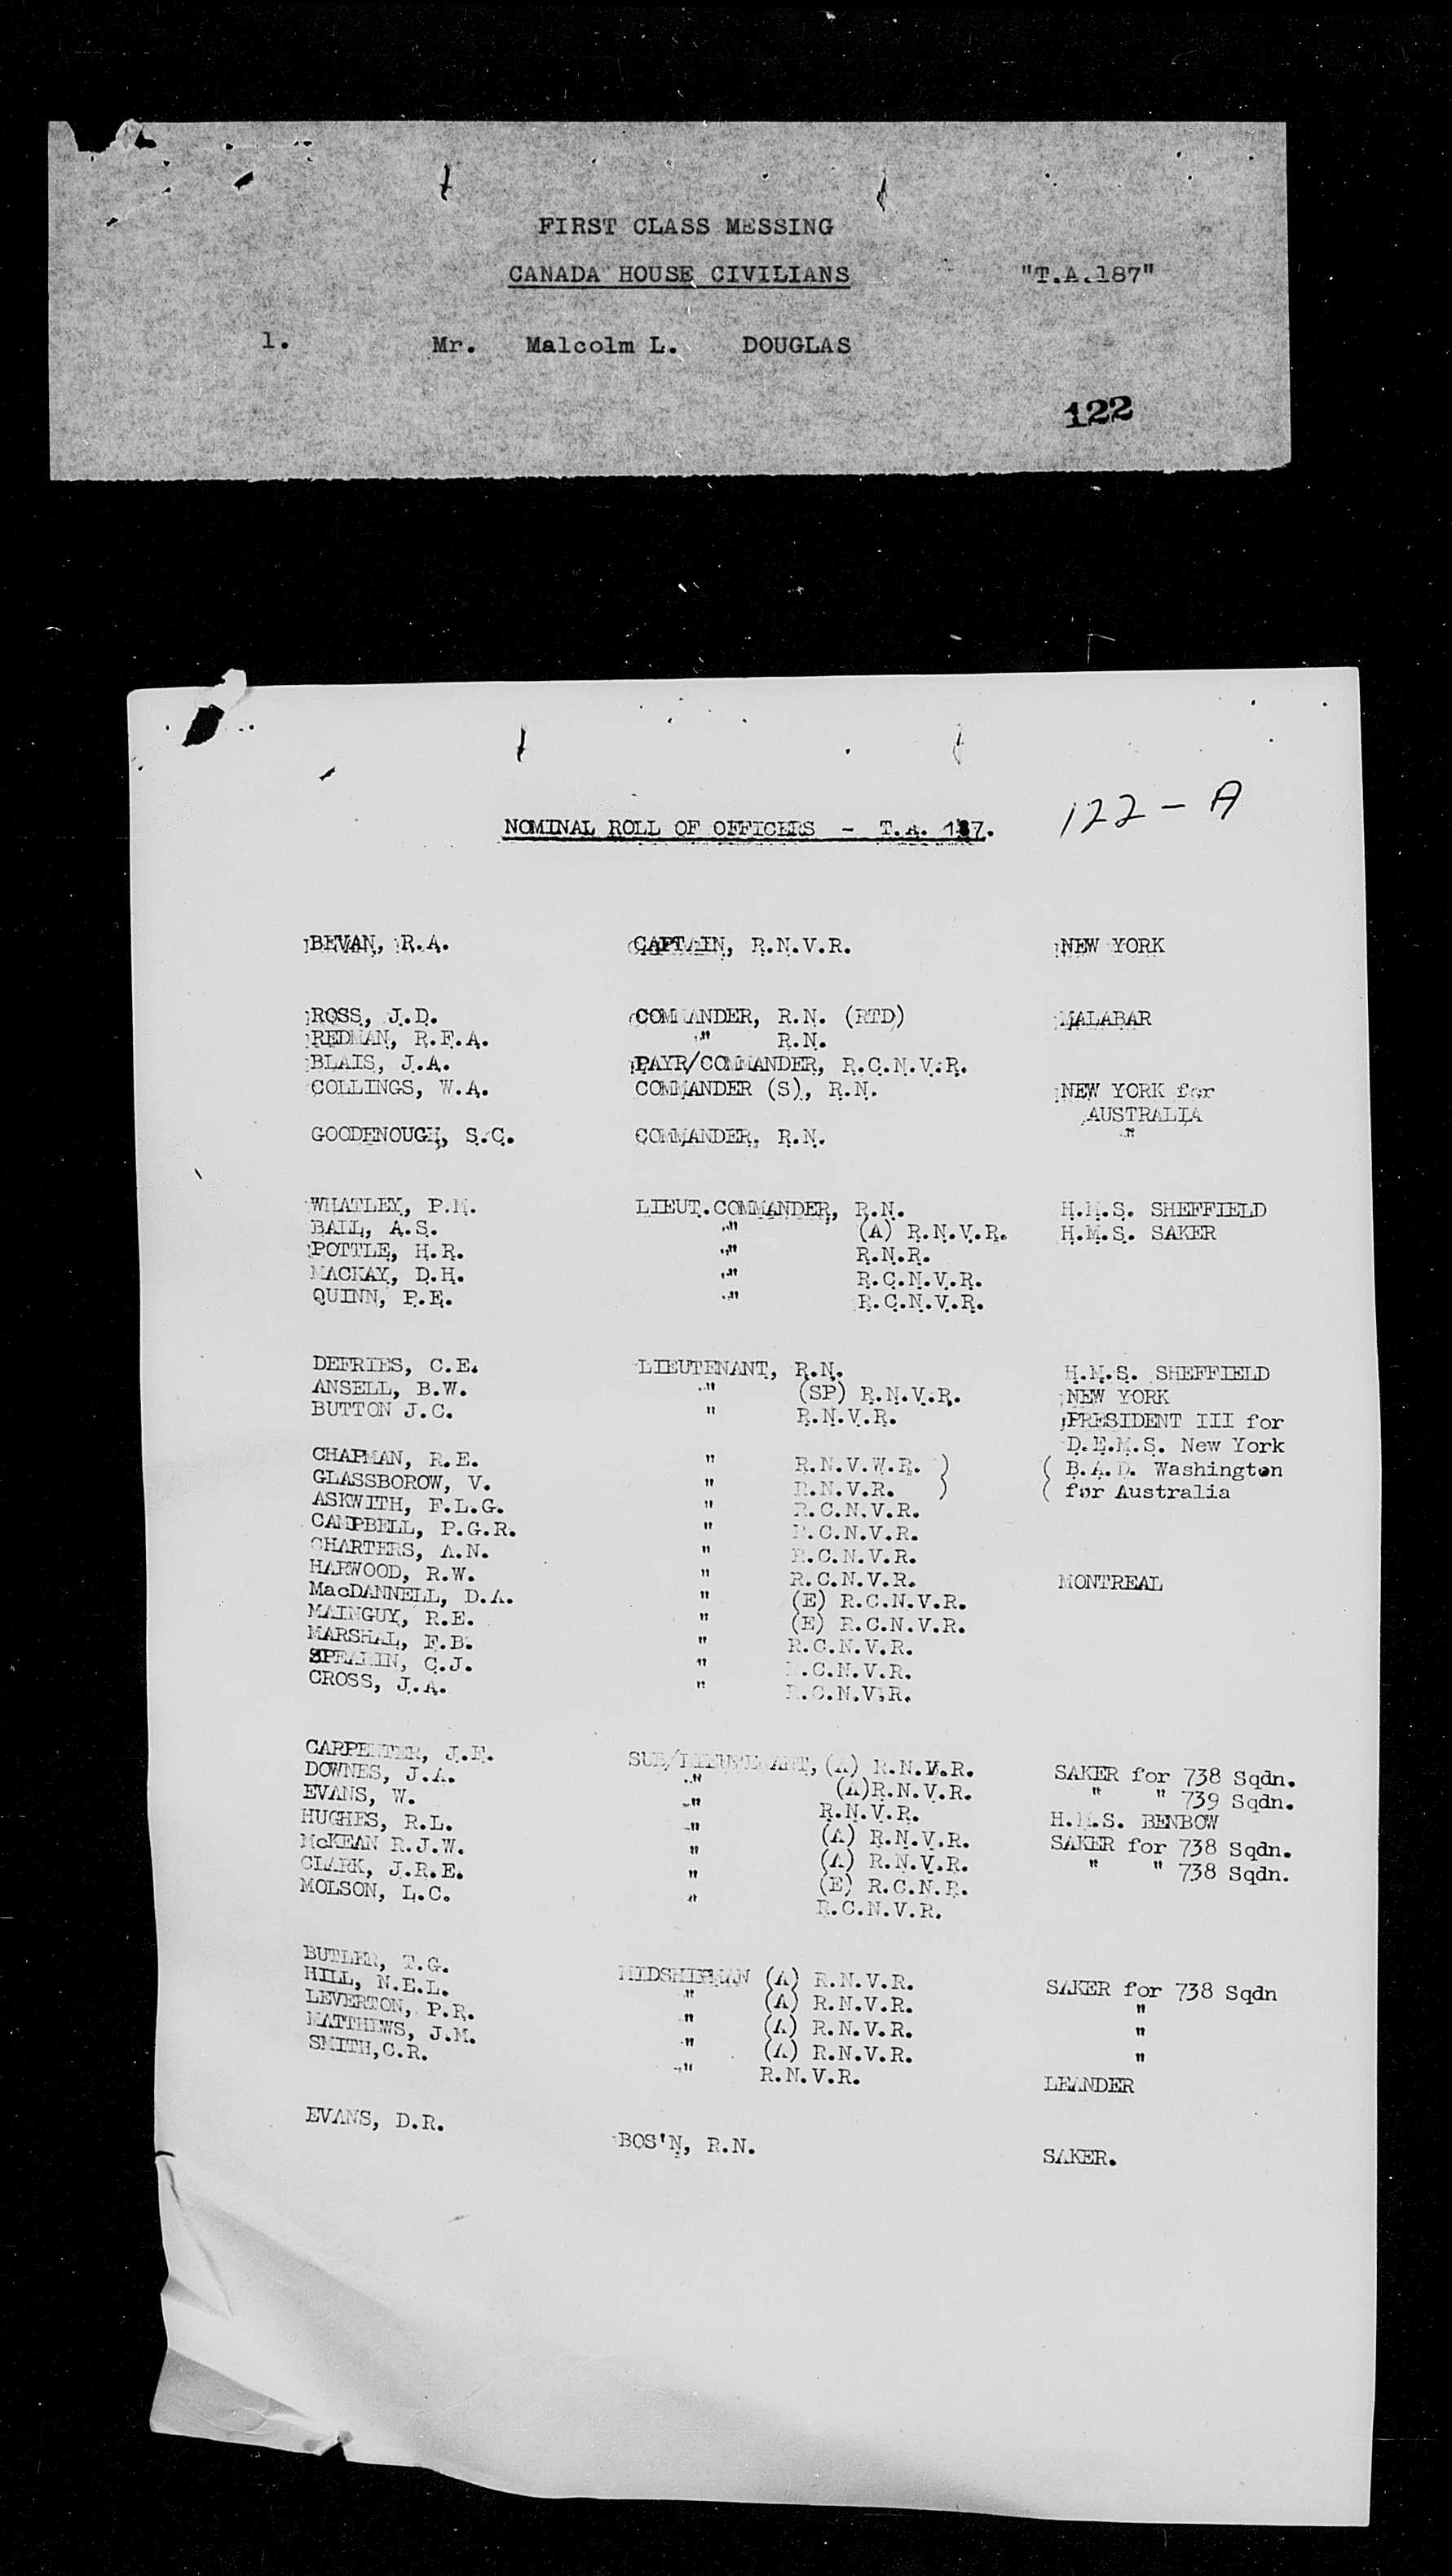 FIRST CLASS MESSING
CANADA HOUSE CIVILIANS "T.A.187"
1. Mr. Malcolm L. DOUGLAS
122
122 - A
NOMINAL ROLL OF OFFICERS - T.A. 187.
BEVAN, R.A. CAPTAIN, R.N.V.R. NEW YORK
ROSS, J.D. COMMANDER, R.N. (RTD) MALABAR
REDMAN, R.F.A. " R.N.
BLAIS, J.A. PAYR/COMMANDER, R.C.N.V.R.
COLLINGS, W.A. COMMANDER (S), R.N. NEW YORK for
AUSTRALIA
GOODENOUGH, S.C. COMMANDER, R.N. "
WHATLEY, P.M. LIEUT.COMMANDER, R.N. H.M.S. SHEFFIELD
BALL, A.S. " (A) R.N.V.R. H.M.S. SAKER
POTTLE, H.R. " R.N.R.
MACKAY, D.H. " R.C.N.V.R.
QUINN, P.E. " R.C.N.V.R.
DEFRIES, C.E. LIEUTENANT, R.N. H.M.S. SHEFFIELD
ANSELL, B.W. " (SP) R.N.V.R. NEW YORK
BUTTON J.C. " R.N.V.R. PRESIDENT III for
D.E.M.S. New York
CHAPMAN, R.E. " R.N.V.W.R. ) ( B.A.D. Washington
GLASSBOROW, V. " R.N.V.R. ) ( for Australia
ASKWITH, F.L.G. " R.C.N.V.R.
CAMPBELL, P.G.R. " R.C.N.V.R.
CHARTERS, A.N. " R.C.N.V.R.
HARWOOD, R.W. " R.C.N.V.R. MONTREAL
MacDANNELL, D.A. " (E) R.C.N.V.R.
MAINGUY, R.E. " (E) R.C.N.V.R.
MARSHAL, F.B. " R.C.N.V.R.
C.J. " R.C.N.V.R.
CROSS, J.A. " R.C.N.V.R.
CARPENTER, J.F. SUB/LIEUTENANT, (A) R.N.V.R. SAKER for 738 Sqdn.
DOWNES, J.A. " (A)R.N.V.R. " " 739 Sqdn.
EVANS, W. " R.N.V.R. H.M.S. BENBOW
HUGHES, R.L. " (A) R.N.V.R. SAKER for 738 Sqdn.
McKEAN R.J.W. " (A) R.N.V.R. " " 738 Sqdn.
CLARK, J.R.E. " (E) R.C.N.R.
MOLSON, L.C. " R.C.N.V.R.
BUTLER, T.G. MIDSHIPMAN (A) R.N.V.R. SAKER for 738 Sqdn
HILL, N.E.L. " (A) R.N.V.R. "
LEVERTON, P.R. " (A) R.N.V.R. "
MATTHEWS, J.M. " (A) R.N.V.R. "
SMITH,C.R. " R.N.V.R. LEANDER
EVANS, D.R. BOS'N, R.N. SAKER.